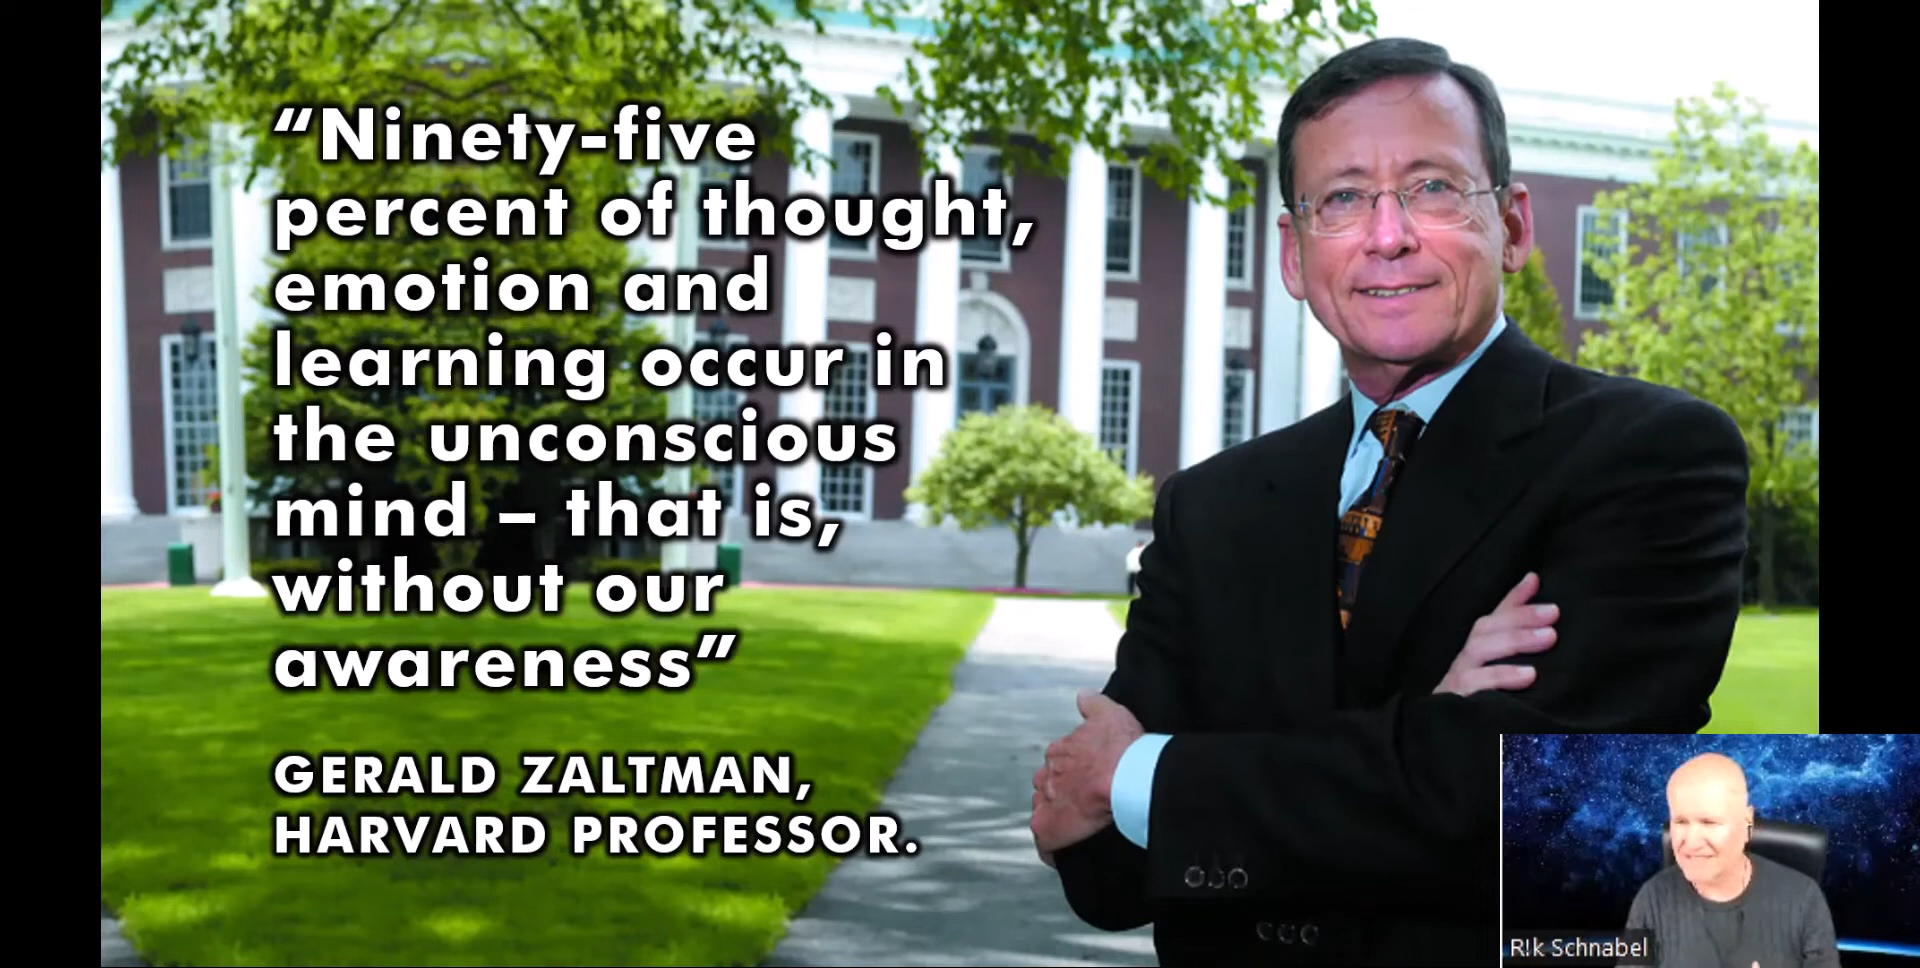 “Ninety-five
percent of thought,
emotion and
learning occur in
the unconscious
mind – that is,
without our
awareness”
GERALD ZALTMAN,
HARVARD PROFESSOR.
R!k Schnabel